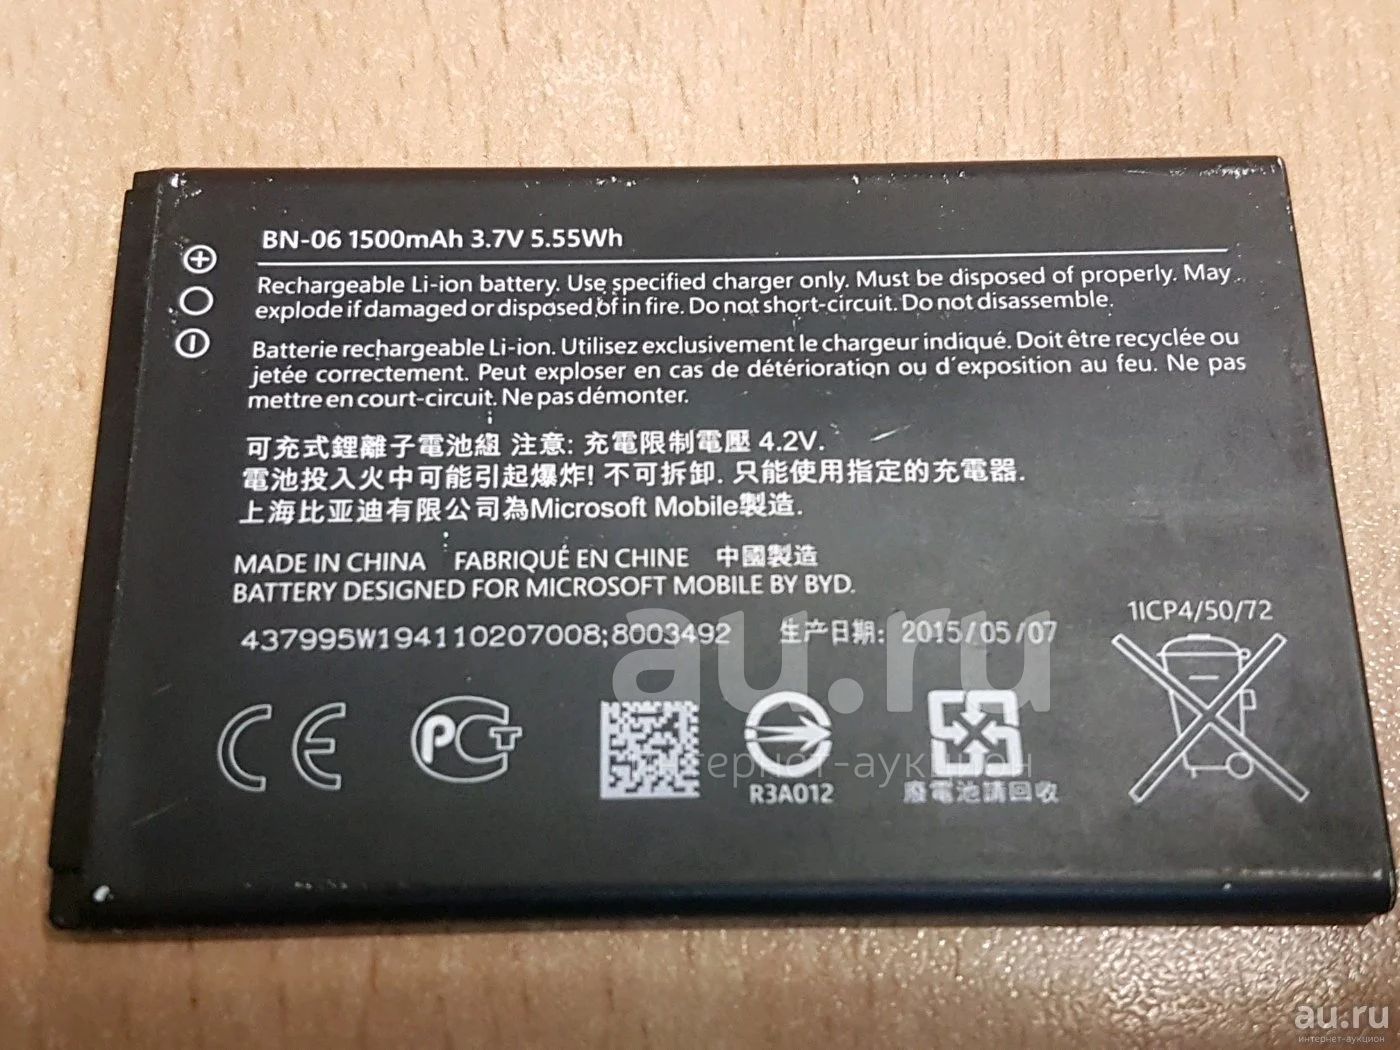 BN-06 1500mAh 3.7V 5.55Wh
Rechargeable Li-ion battery. Use specified charger only. Must be disposed of properly. May
explode if damaged or disposed of in fire. Do not short-circuit. Do not disassemble.
Batterie rechargeable Li-ion. Utilisez exclusivement le chargeur indiqué. Doit être recyclée ou
jetée correctement. Peut exploser en cas de détérioration ou d'exposition au feu. Ne pas
mettre en court-circuit. Ne pas démonter.
可充式鋰離子電池組 注意: 充電限制電壓 4.2V.
電池投入火中可能引起爆炸! 不可拆卸. 只能使用指定的充電器.
上海比亚迪有限公司為Microsoft Mobile製造.
MADE IN CHINA FABRIQUÉ EN CHINE 中國製造
BATTERY DESIGNED FOR MICROSOFT MOBILE BY BYD.
437995W194110207008;8003492 生产日期: 2015/05/07
1ICP4/50/72
CE PCT
R3A012
廢電池請回收
au.ru
интернет-аукцион
au.ru
интернет-аукцион